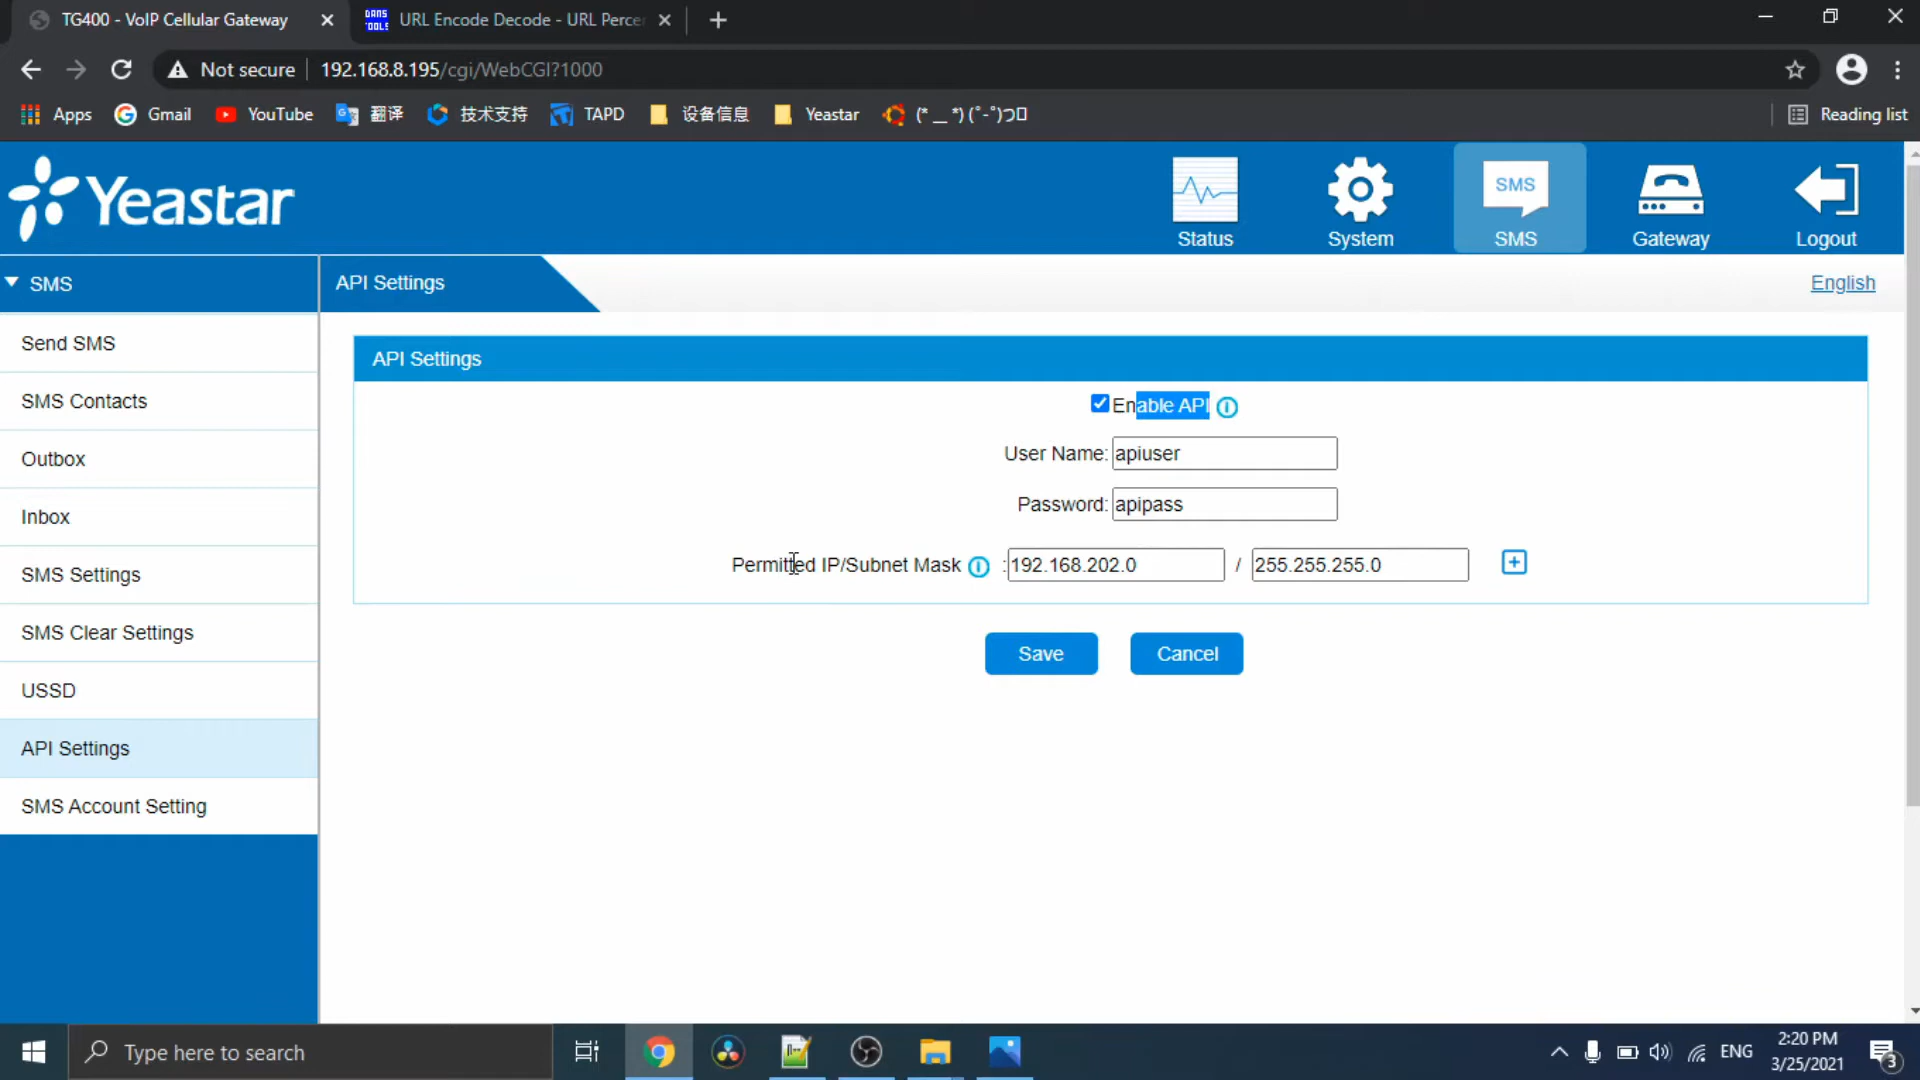 TG400 - VoIP Cellular Gateway
URL Encode Decode - URL Perce
Not secure
192.168.8.195/cgi/WebCGI?1000
Apps
Gmail
YouTube
翻译
技术支持
TAPD
设备信息
Yeastar
Reading list
Yeastar
Status
System
SMS
SMS
Gateway
Logout
SMS
API Settings
English
Send SMS
SMS Contacts
Outbox
Inbox
SMS Settings
SMS Clear Settings
USSD
API Settings
SMS Account Setting
API Settings
Enable API
User Name: apiuser
Password: apipass
Permitted IP/Subnet Mask : 192.168.202.0 / 255.255.255.0
Save
Cancel
Type here to search
ENG
2:20 PM
3/25/2021
3